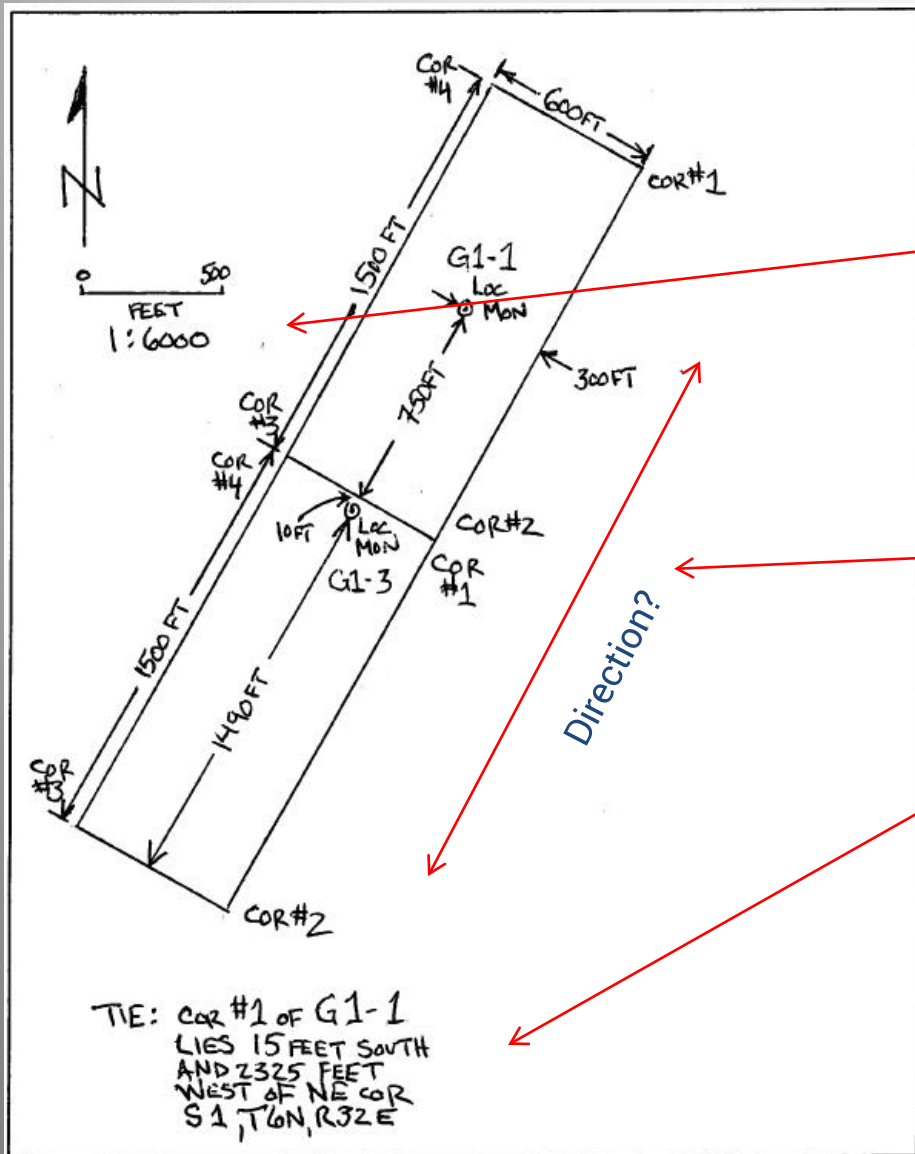 COR
#4
600FT
COR#1
N
0 500
FEET
1:6000
1500 FT
G1-1
LOC
MON
750FT
300FT
COR
#3
COR
#4
10FT
LOC
MON
G1-3
COR#2
COR
#1
Direction?
1500 FT
1490FT
COR
#3
COR#2
TIE: COR #1 OF G1-1
LIES 15 FEET SOUTH
AND 2325 FEET
WEST OF NE COR
S1, T6N, R32E